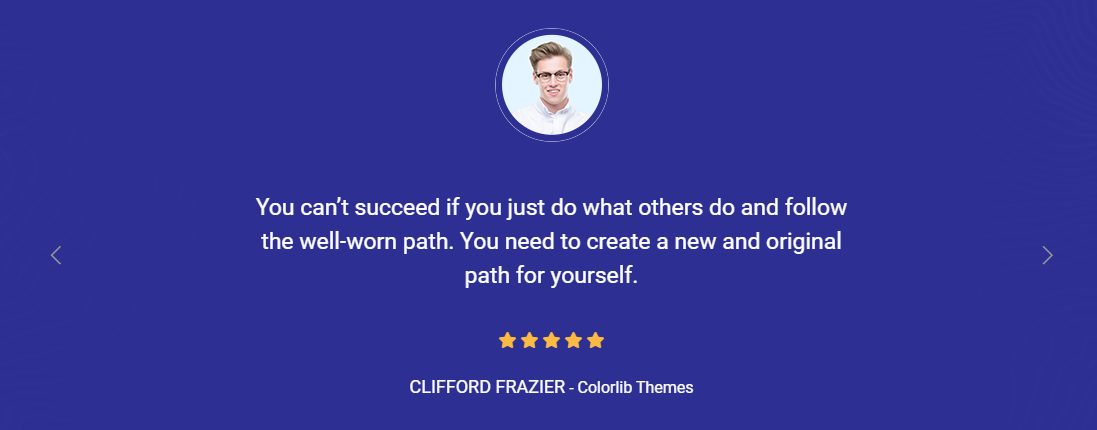 You can’t succeed if you just do what others do and follow
the well-worn path. You need to create a new and original
path for yourself.
CLIFFORD FRAZIER - Colorlib Themes